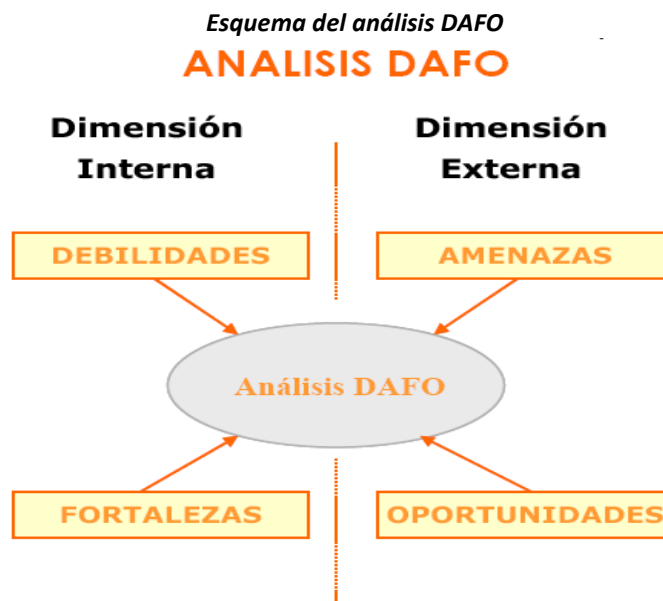 Esquema del análisis DAFO
ANALISIS DAFO
Dimensión
Interna
Dimensión
Externa
DEBILIDADES
AMENAZAS
Análisis DAFO
FORTALEZAS
OPORTUNIDADES